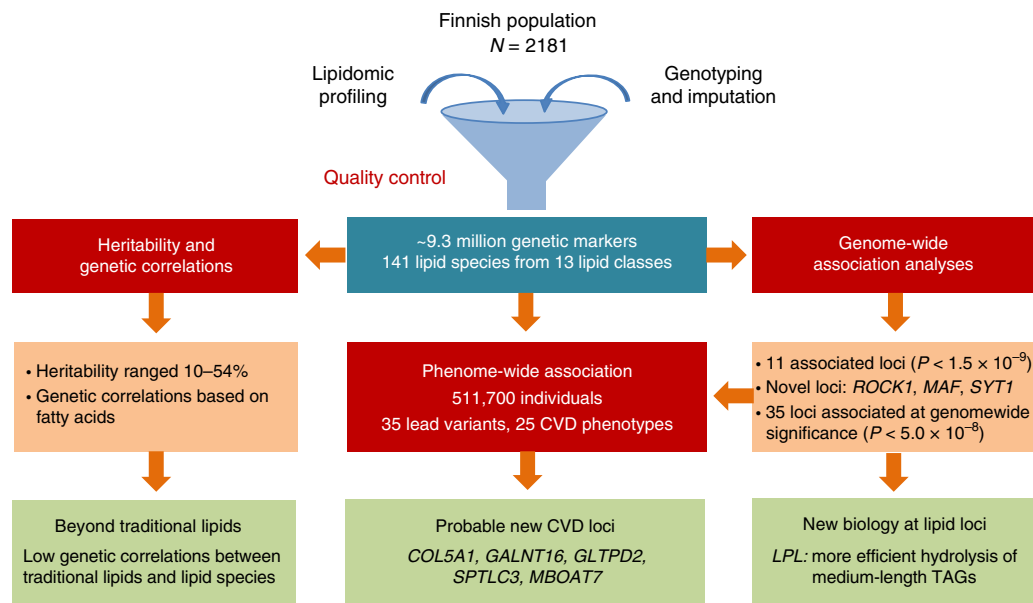 Finnish population
N = 2181
Lipidomic
profiling
Genotyping
and imputation
Quality control
Heritability and
genetic correlations
~9.3 million genetic markers
141 lipid species from 13 lipid classes
Genome-wide
association analyses
• Heritability ranged 10–54%
• Genetic correlations based on
fatty acids
Phenome-wide association
511,700 individuals
35 lead variants, 25 CVD phenotypes
• 11 associated loci (P < 1.5 × 10⁻⁹)
• Novel loci: ROCK1, MAF, SYT1
• 35 loci associated at genomewide
significance (P < 5.0 × 10⁻⁸)
Beyond traditional lipids
Low genetic correlations between
traditional lipids and lipid species
Probable new CVD loci
COL5A1, GALNT16, GLTPD2,
SPTLC3, MBOAT7
New biology at lipid loci
LPL: more efficient hydrolysis of
medium-length TAGs